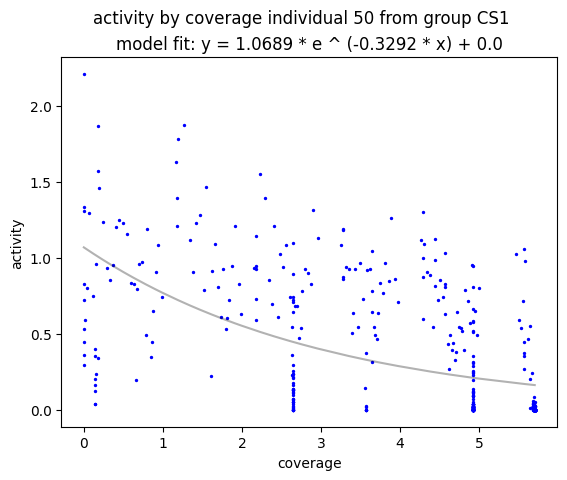 activity by coverage individual 50 from group CS1
model fit: y = 1.0689 * e ^ (-0.3292 * x) + 0.0
2.0
1.5
1.0
0.5
0.0
activity
0 1 2 3 4 5
coverage